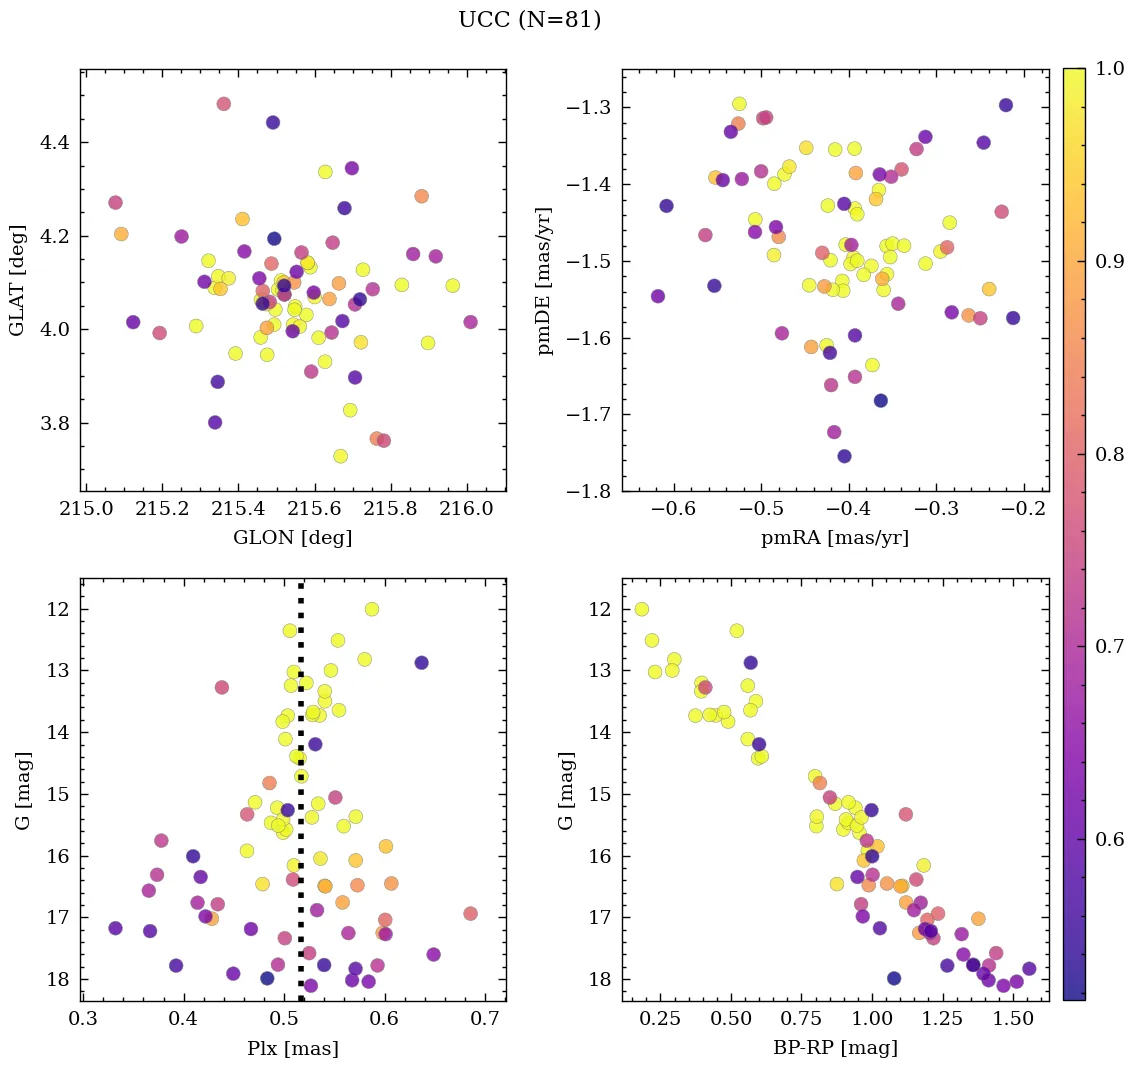 UCC (N=81)
4.4
4.2
4.0
3.8
GLAT [deg]
215.0 215.2 215.4 215.6 215.8 216.0
GLON [deg]
−1.3
−1.4
−1.5
−1.6
−1.7
−1.8
pmDE [mas/yr]
−0.6 −0.5 −0.4 −0.3 −0.2
pmRA [mas/yr]
1.0
0.9
0.8
0.7
0.6
12
13
14
15
16
17
18
G [mag]
0.3 0.4 0.5 0.6 0.7
Plx [mas]
12
13
14
15
16
17
18
G [mag]
0.25 0.50 0.75 1.00 1.25 1.50
BP-RP [mag]